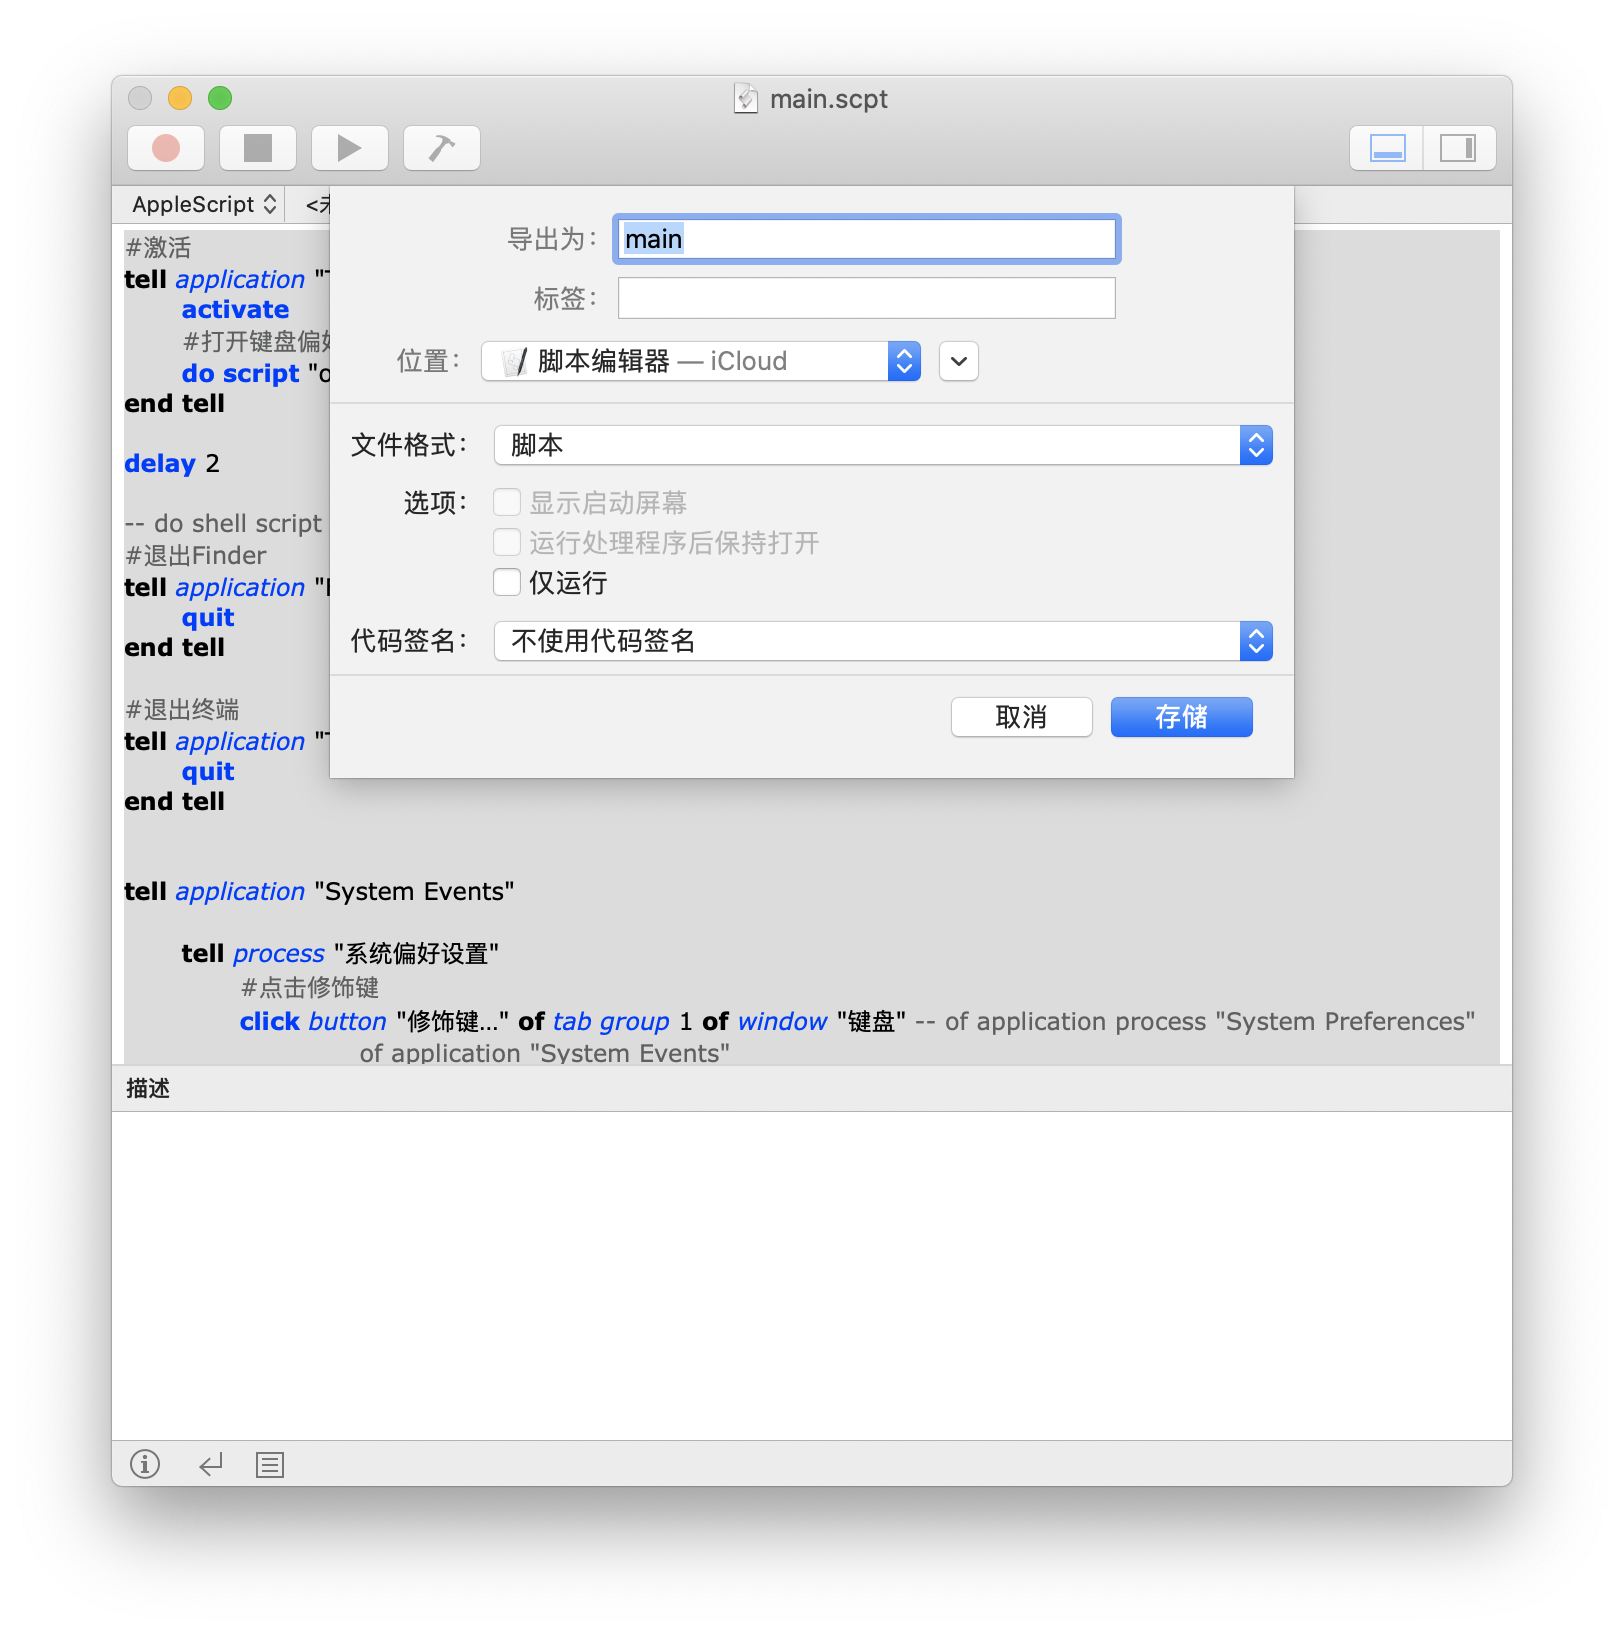 main.scpt
AppleScript
导出为：
main
标签：
位置：
脚本编辑器 — iCloud
文件格式：
脚本
选项：
显示启动屏幕
运行处理程序后保持打开
仅运行
代码签名：
不使用代码签名
取消
存储
#激活
tell application "
activate
#打开键盘偏
do script "
end tell
delay 2
-- do shell script
#退出Finder
tell application "
quit
end tell
#退出终端
tell application "
quit
end tell
tell application "System Events"
tell process "系统偏好设置"
#点击修饰键
click button "修饰键..." of tab group 1 of window "键盘" -- of application process "System Preferences"
of application "System Events"
描述